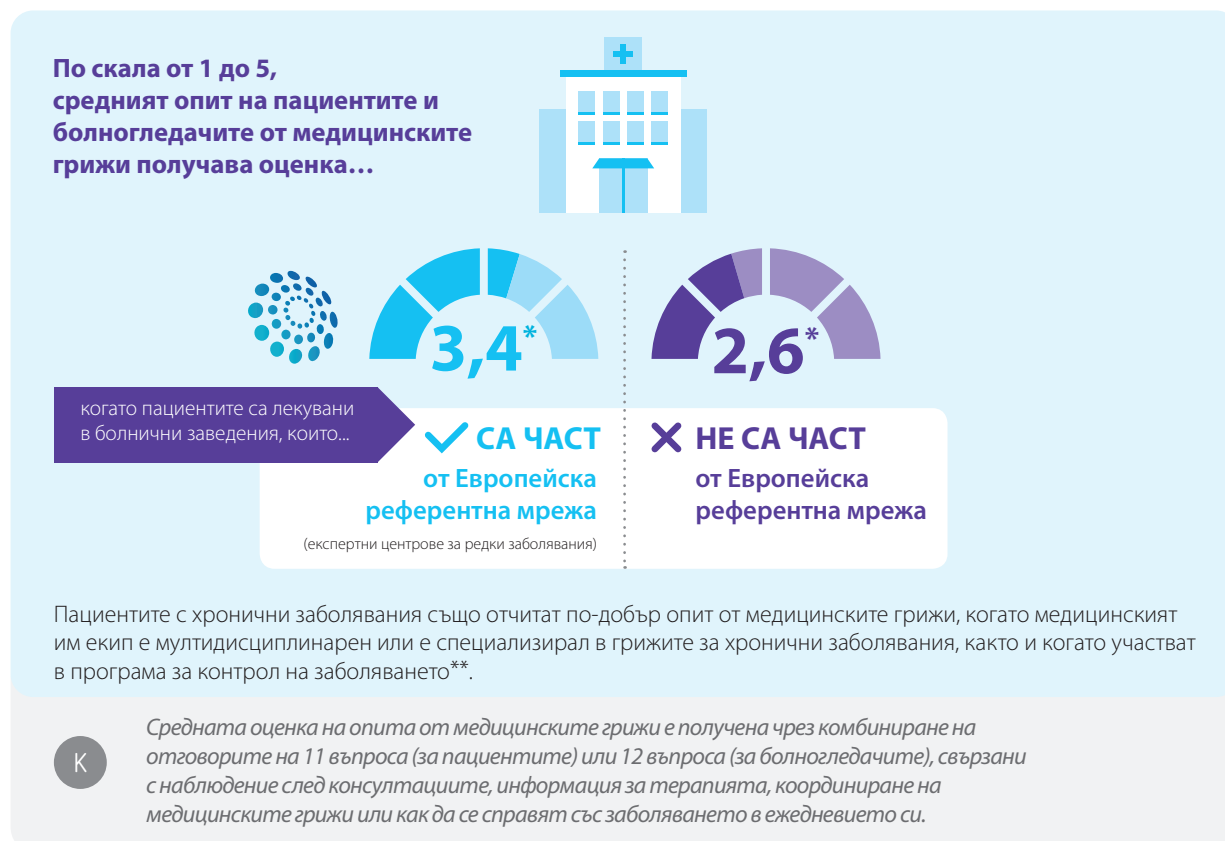 По скала от 1 до 5,
средният опит на пациентите и
болногледачите от медицинските
грижи получава оценка…
3,4*
2,6*
когато пациентите са лекувани
в болнични заведения, които...
СА ЧАСТ
от Европейска
референтна мрежа
(експертни центрове за редки заболявания)
НЕ СА ЧАСТ
от Европейска
референтна мрежа
Пациентите с хронични заболявания също отчитат по-добър опит от медицинските грижи, когато медицинският
им екип е мултидисциплинарен или е специализирал в грижите за хронични заболявания, както и когато участват
в програма за контрол на заболяването**.
К
Средната оценка на опита от медицинските грижи е получена чрез комбиниране на
отговорите на 11 въпроса (за пациентите) или 12 въпроса (за болногледачите), свързани
с наблюдение след консултациите, информация за терапията, координиране на
медицинските грижи или как да се справят със заболяването в ежедневието си.